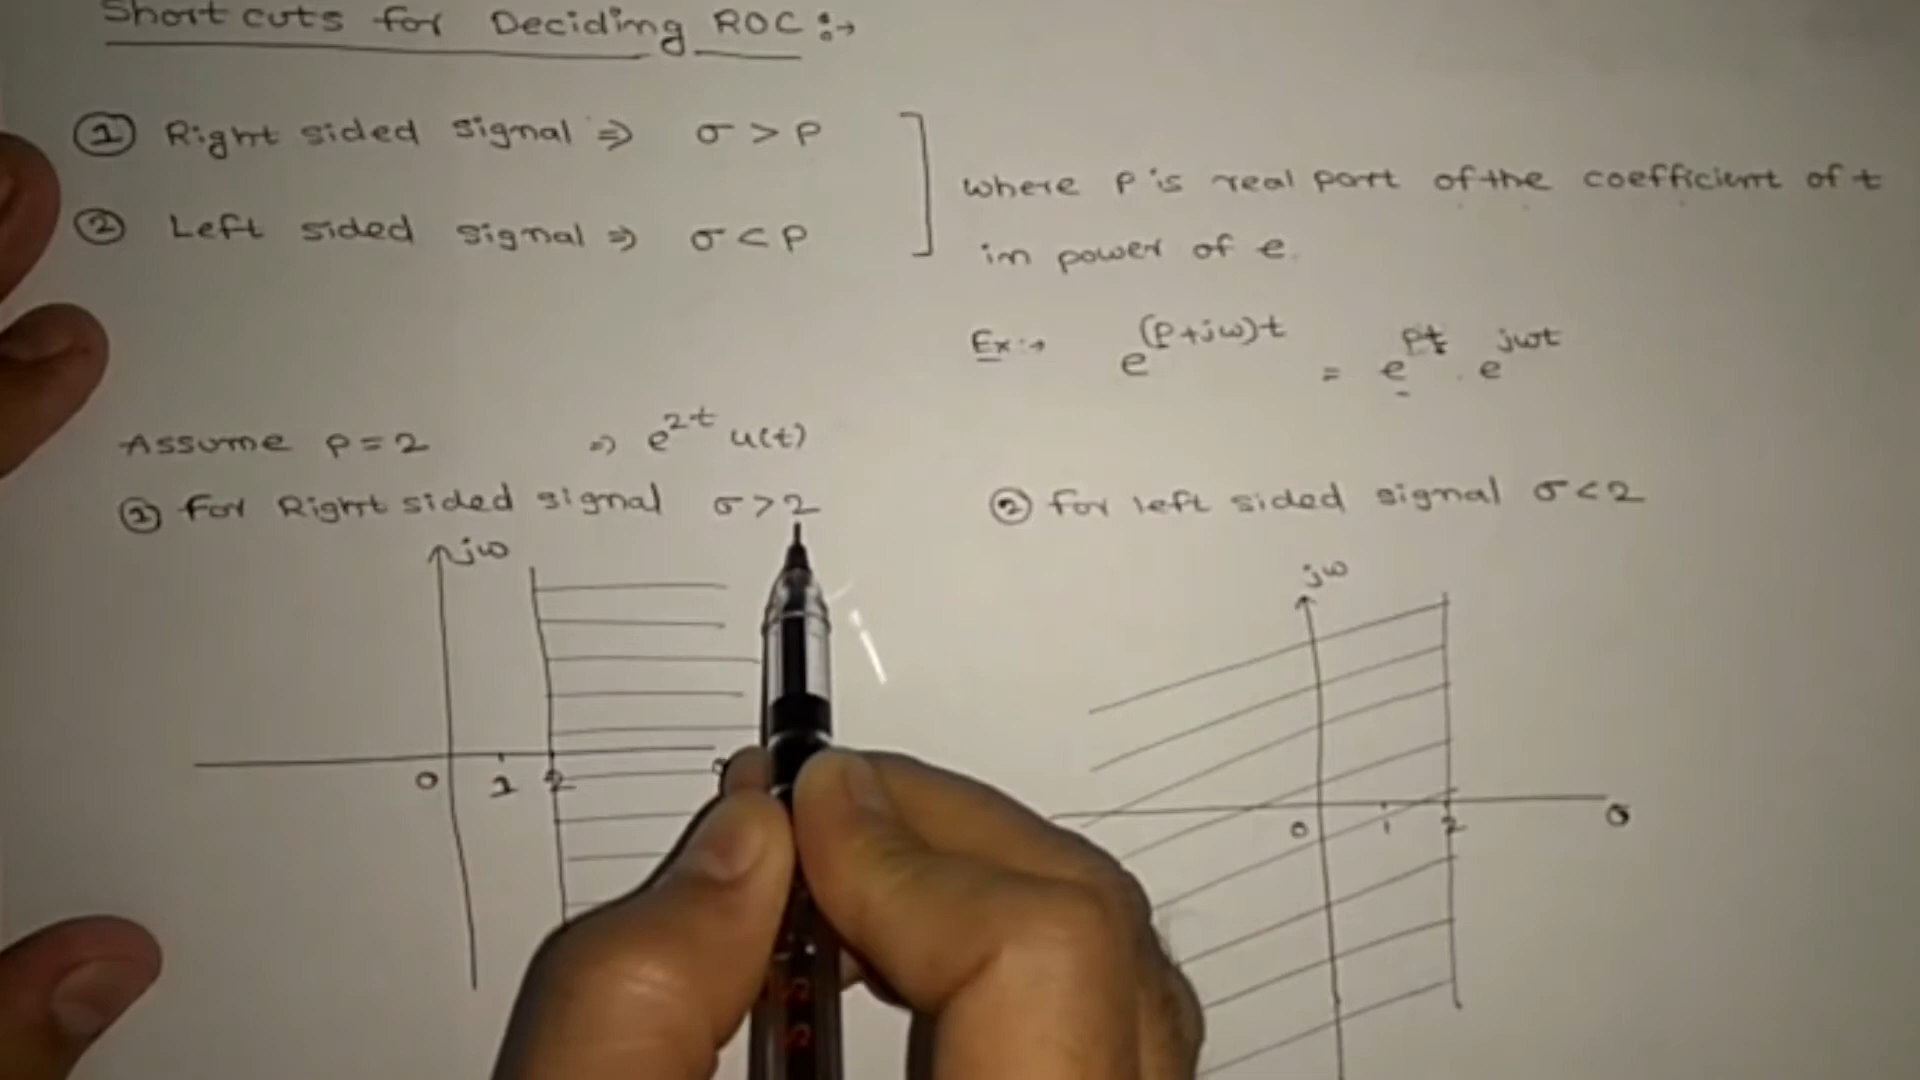 Shortcuts for Deciding ROC :→
① Right sided signal ⇒ σ > P
② Left sided signal ⇒ σ < P
where P is real part of the coefficient of t
in power of e.
Ex :→ e^(P+jω)t = e^Pt . e^jωt
Assume P = 2 ⇒ e^2t u(t)
① For Right sided signal σ > 2
② for left sided signal σ < 2
jω
0 1 2
jω
0 1 2 σ